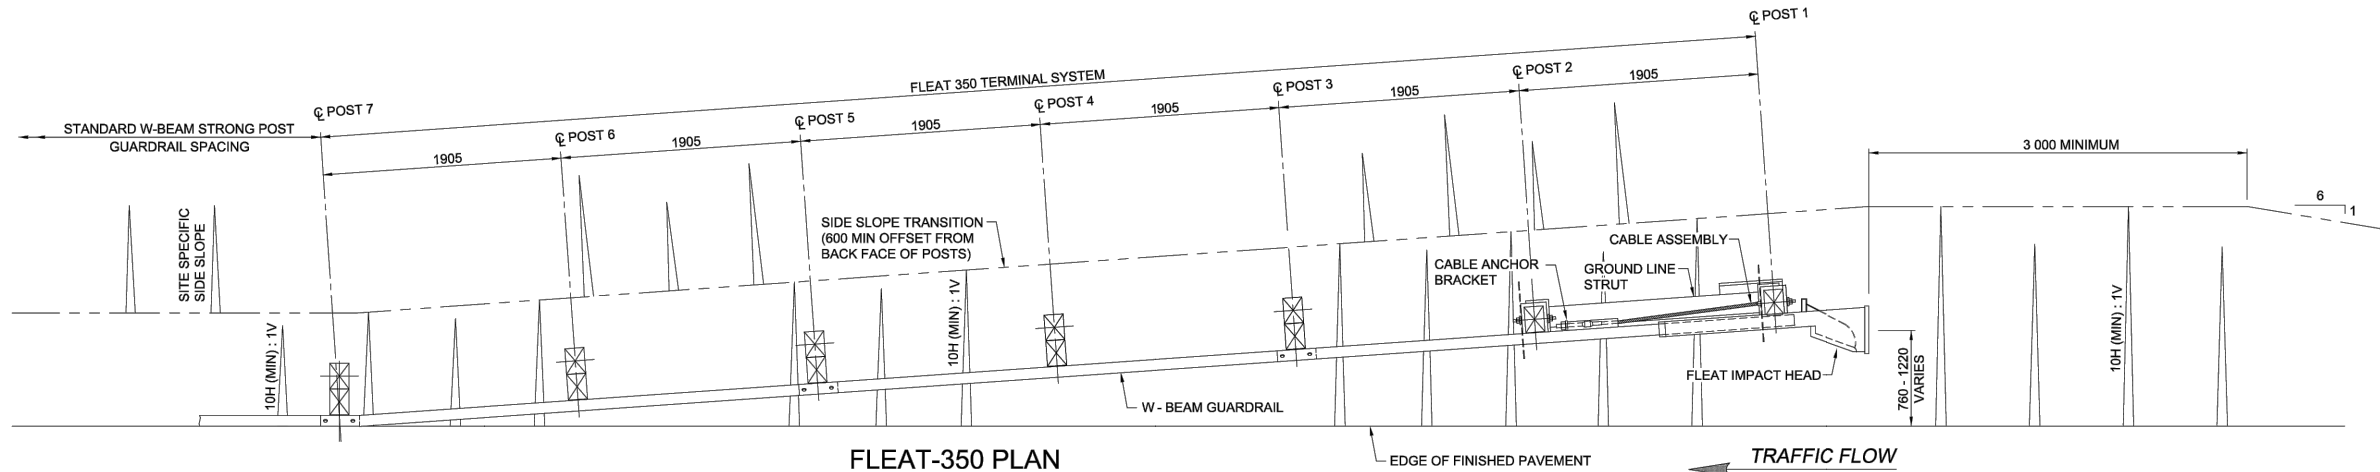 ℄ POST 1
FLEAT 350 TERMINAL SYSTEM
℄ POST 2
1905
℄ POST 3
1905
℄ POST 4
1905
℄ POST 7
℄ POST 5
1905
℄ POST 6
1905
1905
STANDARD W-BEAM STRONG POST
GUARDRAIL SPACING
3 000 MINIMUM
6
1
SITE SPECIFIC
SIDE SLOPE
SIDE SLOPE TRANSITION
(600 MIN OFFSET FROM
BACK FACE OF POSTS)
CABLE ASSEMBLY
CABLE ANCHOR
BRACKET
GROUND LINE
STRUT
10H (MIN) : 1V
10H (MIN) : 1V
10H (MIN) : 1V
FLEAT IMPACT HEAD
760 - 1220
VARIES
W - BEAM GUARDRAIL
FLEAT-350 PLAN
EDGE OF FINISHED PAVEMENT
TRAFFIC FLOW